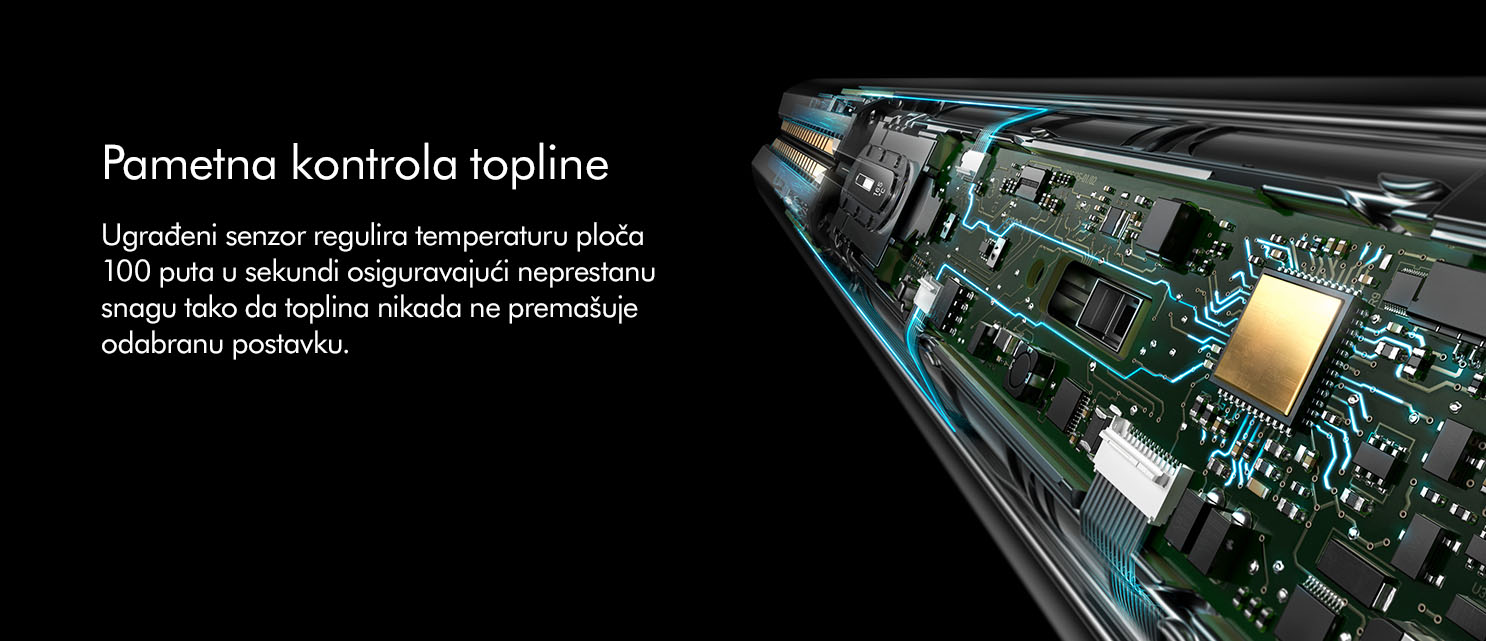 Pametna kontrola topline
Ugrađeni senzor regulira temperaturu ploča
100 puta u sekundi osiguravajući neprestanu
snagu tako da toplina nikada ne premašuje
odabranu postavku.
165
°C